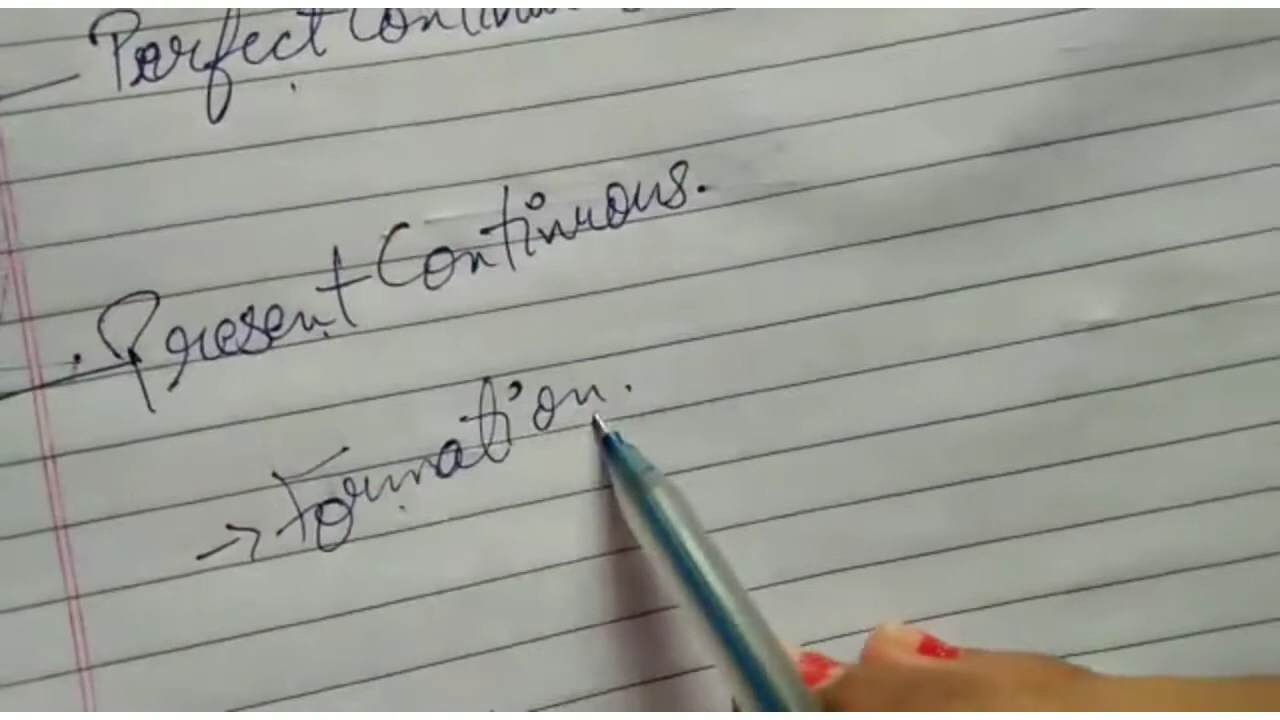 Perfect
. Present Continuous.
→ Formation.